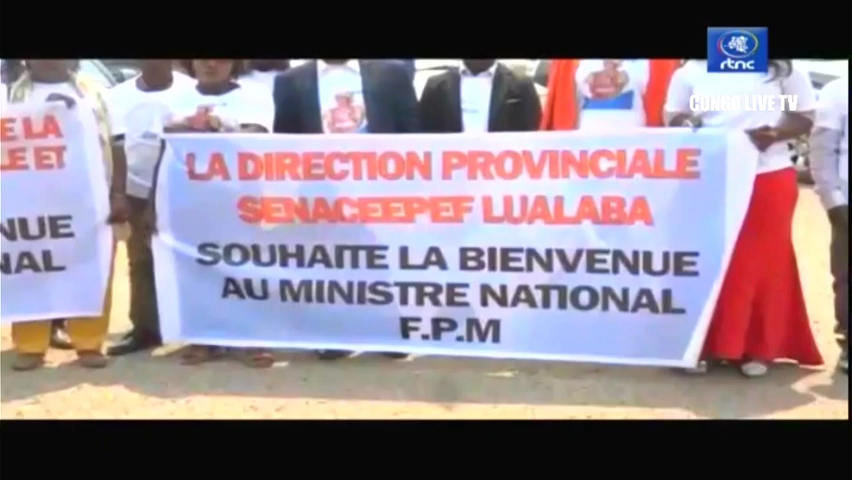 rtnc
CONGO LIVE TV
E LA
LE ET
NUE
NAL
LA DIRECTION PROVINCIALE
SENACEEPEF LUALABA
SOUHAITE LA BIENVENUE
AU MINISTRE NATIONAL
F.P.M